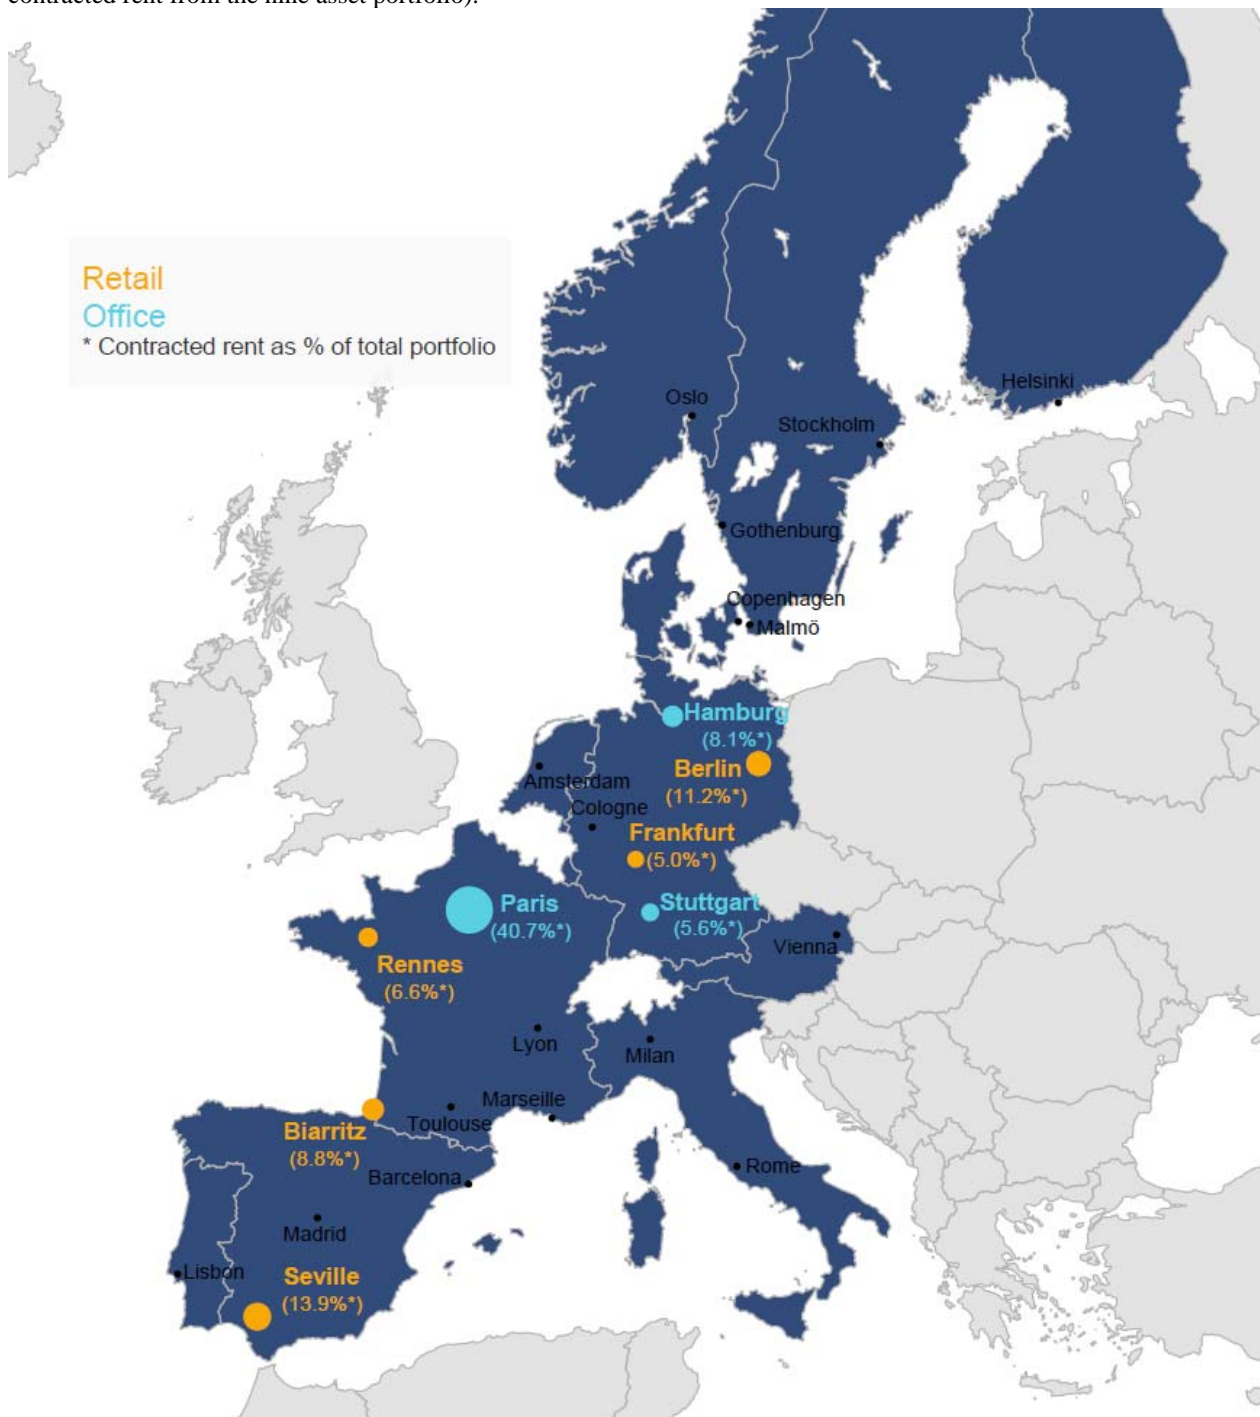 contracted rent from the nine asset portfolio).
Retail
Office
* Contracted rent as % of total portfolio
Helsinki
Oslo
Stockholm
Gothenburg
Copenhagen
Malmö
Hamburg
(8.1%*)
Berlin
(11.2%*)
Amsterdam
Cologne
Frankfurt
(5.0%*)
Paris
(40.7%*)
Stuttgart
(5.6%*)
Vienna
Rennes
(6.6%*)
Lyon
Milan
Marseille
Toulouse
Biarritz
(8.8%*)
Barcelona
Rome
Madrid
Lisbon
Seville
(13.9%*)